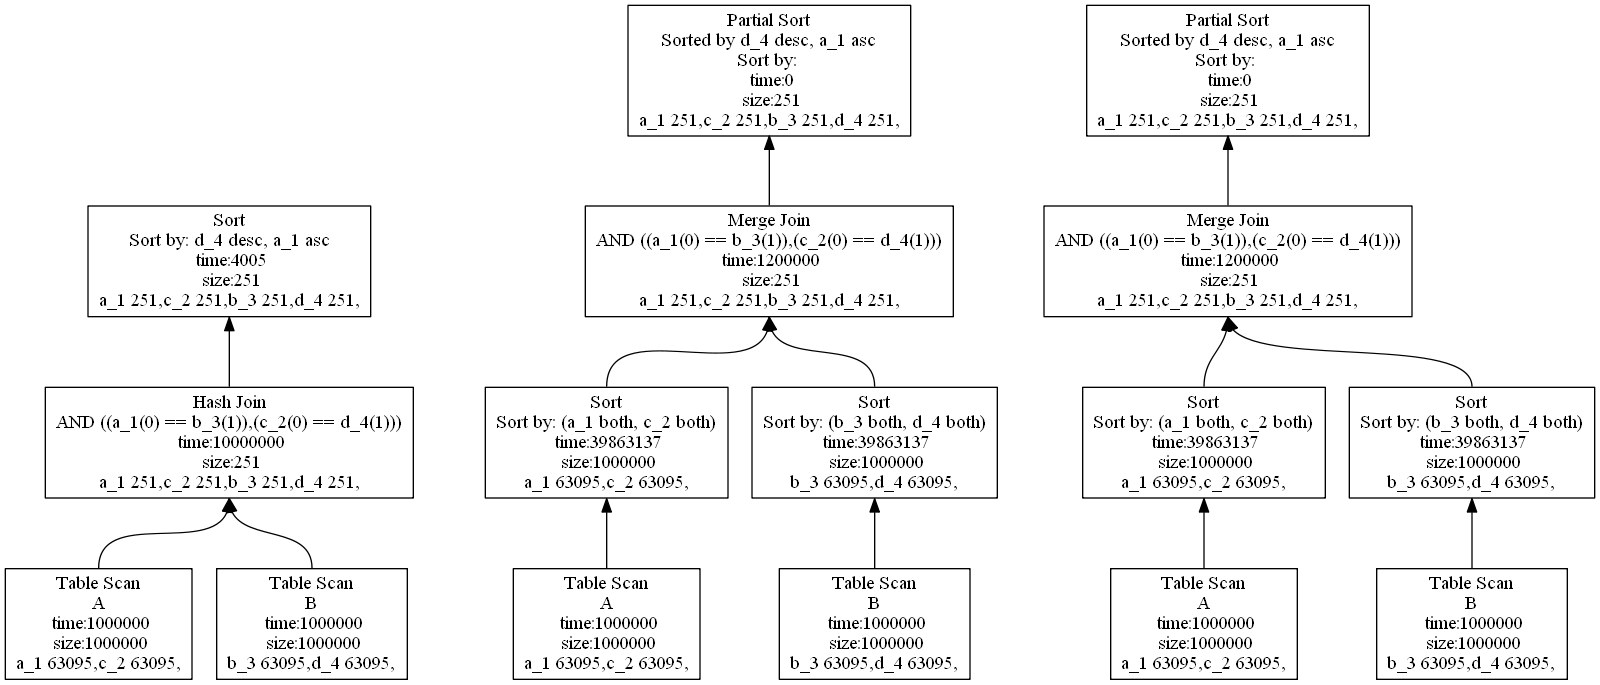 Partial Sort
Sorted by d_4 desc, a_1 asc
Sort by:
time:0
size:251
a_1 251,c_2 251,b_3 251,d_4 251,
Partial Sort
Sorted by d_4 desc, a_1 asc
Sort by:
time:0
size:251
a_1 251,c_2 251,b_3 251,d_4 251,
Sort
Sort by: d_4 desc, a_1 asc
time:4005
size:251
a_1 251,c_2 251,b_3 251,d_4 251,
Merge Join
AND ((a_1(0) == b_3(1)),(c_2(0) == d_4(1)))
time:1200000
size:251
a_1 251,c_2 251,b_3 251,d_4 251,
Merge Join
AND ((a_1(0) == b_3(1)),(c_2(0) == d_4(1)))
time:1200000
size:251
a_1 251,c_2 251,b_3 251,d_4 251,
Hash Join
AND ((a_1(0) == b_3(1)),(c_2(0) == d_4(1)))
time:10000000
size:251
a_1 251,c_2 251,b_3 251,d_4 251,
Sort
Sort by: (a_1 both, c_2 both)
time:39863137
size:1000000
a_1 63095,c_2 63095,
Sort
Sort by: (b_3 both, d_4 both)
time:39863137
size:1000000
b_3 63095,d_4 63095,
Sort
Sort by: (a_1 both, c_2 both)
time:39863137
size:1000000
a_1 63095,c_2 63095,
Sort
Sort by: (b_3 both, d_4 both)
time:39863137
size:1000000
b_3 63095,d_4 63095,
Table Scan
A
time:1000000
size:1000000
a_1 63095,c_2 63095,
Table Scan
B
time:1000000
size:1000000
b_3 63095,d_4 63095,
Table Scan
A
time:1000000
size:1000000
a_1 63095,c_2 63095,
Table Scan
B
time:1000000
size:1000000
b_3 63095,d_4 63095,
Table Scan
A
time:1000000
size:1000000
a_1 63095,c_2 63095,
Table Scan
B
time:1000000
size:1000000
b_3 63095,d_4 63095,